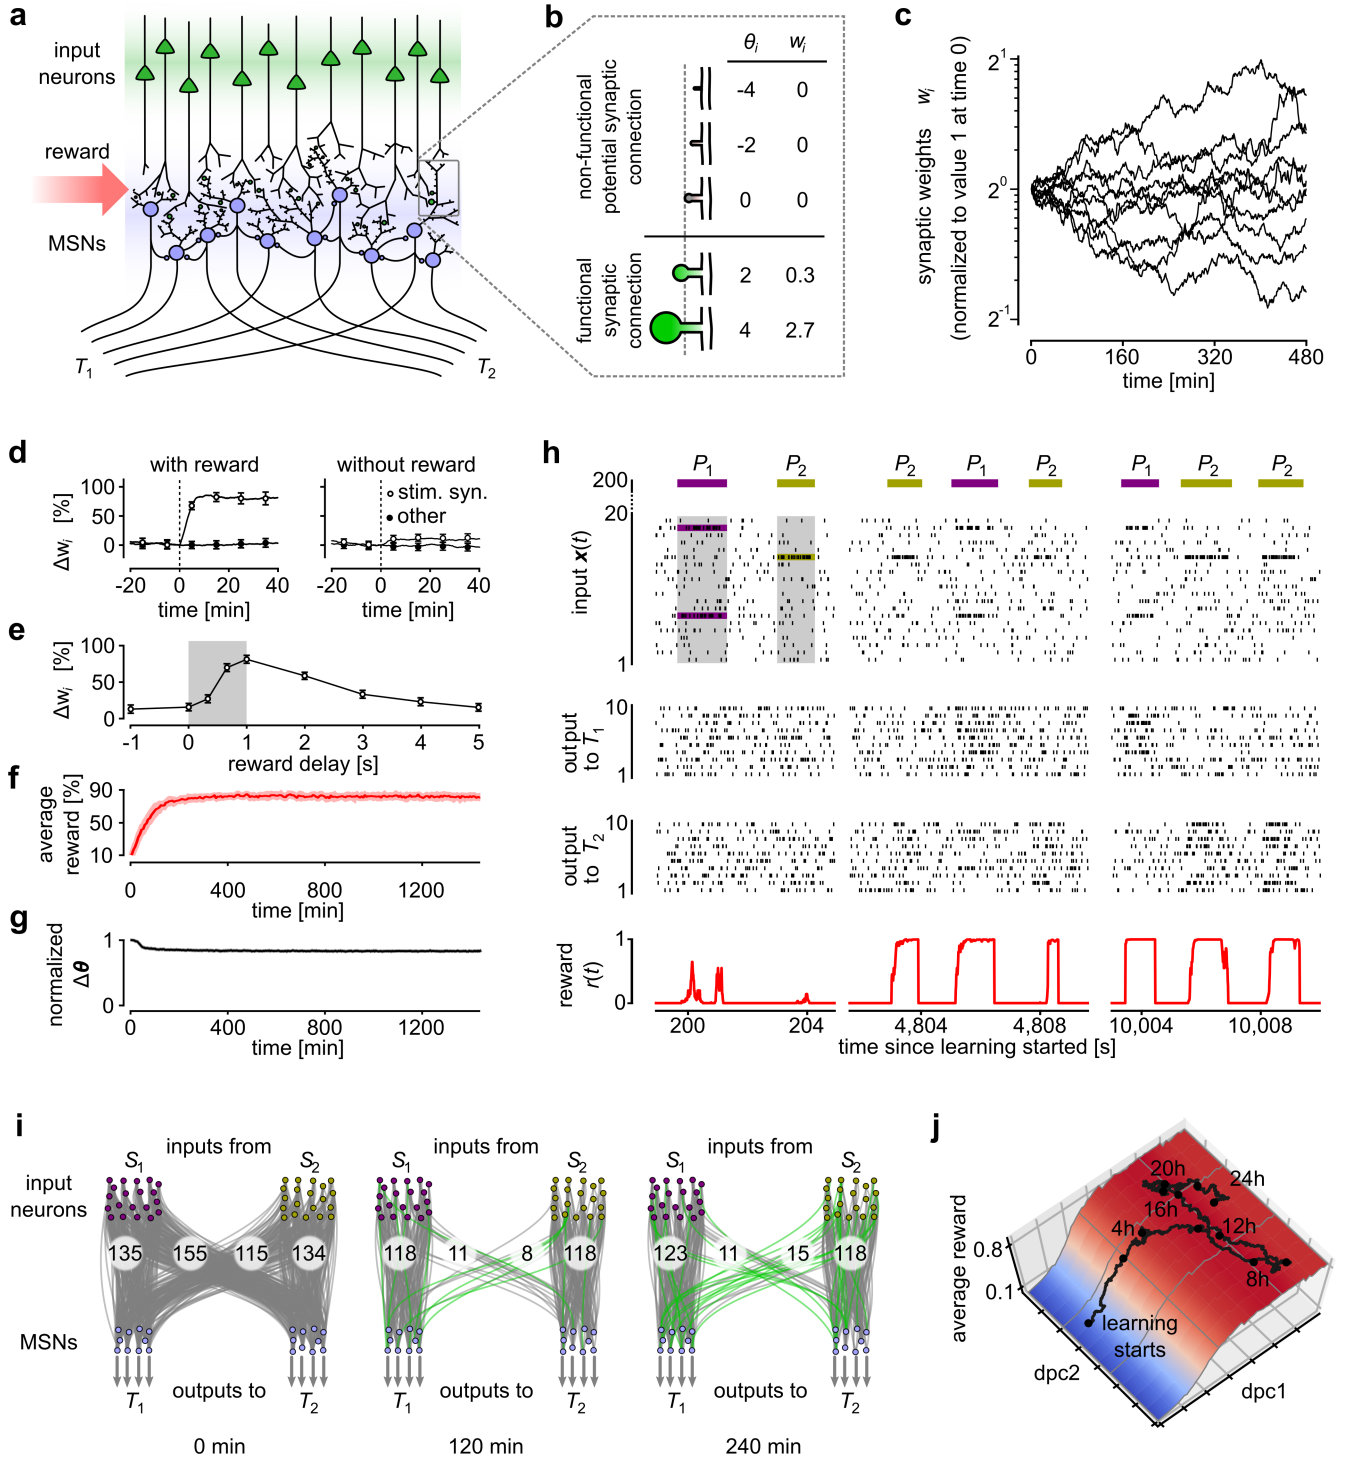 a
input
neurons
reward
MSNs
T1
T2
b
θi
wi
non-functional
potential synaptic
connection
-4
0
-2
0
0
0
functional
synaptic
connection
2
0.3
4
2.7
c
synaptic weights wi
(normalized to value 1 at time 0)
2^1
2^0
2^-1
0
160
320
480
time [min]
d
with reward
without reward
stim. syn.
other
Δwi [%]
100
50
0
-20
0
20
40
time [min]
-20
0
20
40
time [min]
e
Δwi [%]
100
50
0
-1
0
1
2
3
4
5
reward delay [s]
f
average
reward [%]
90
50
10
0
400
800
1200
time [min]
g
normalized
Δθ
1
0
0
400
800
1200
time [min]
h
P1
P2
P2
P1
P2
P1
P2
P2
200
20
1
input x(t)
output
to T1
10
1
output
to T2
10
1
reward
r(t)
1
0
200
204
4,804
4,808
10,004
10,008
time since learning started [s]
i
inputs from
S1
S2
input
neurons
135
155
115
134
MSNs
T1
outputs to
T2
0 min
inputs from
S1
S2
118
11
8
118
T1
outputs to
T2
120 min
inputs from
S1
S2
123
11
15
118
T1
outputs to
T2
240 min
j
average reward
0.8
0.1
20h
24h
16h
4h
12h
8h
learning
starts
dpc2
dpc1